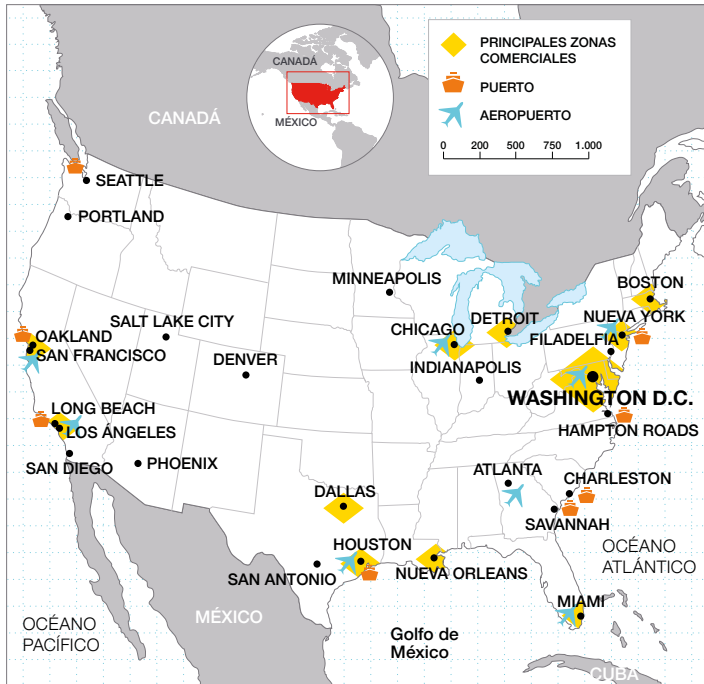 CANADÁ
MÉXICO
PRINCIPALES ZONAS
COMERCIALES
PUERTO
AEROPUERTO
0 250 500 750 1.000
CANADÁ
SEATTLE
PORTLAND
MINNEAPOLIS
BOSTON
NUEVA YORK
DETROIT
CHICAGO
FILADELFIA
SALT LAKE CITY
OAKLAND
SAN FRANCISCO
DENVER
INDIANAPOLIS
WASHINGTON D.C.
LONG BEACH
LOS ÁNGELES
HAMPTON ROADS
SAN DIEGO
PHOENIX
ATLANTA
CHARLESTON
DALLAS
SAVANNAH
HOUSTON
SAN ANTONIO
NUEVA ORLEANS
OCÉANO
ATLÁNTICO
MIAMI
MÉXICO
OCÉANO
PACÍFICO
Golfo de
México
CUBA